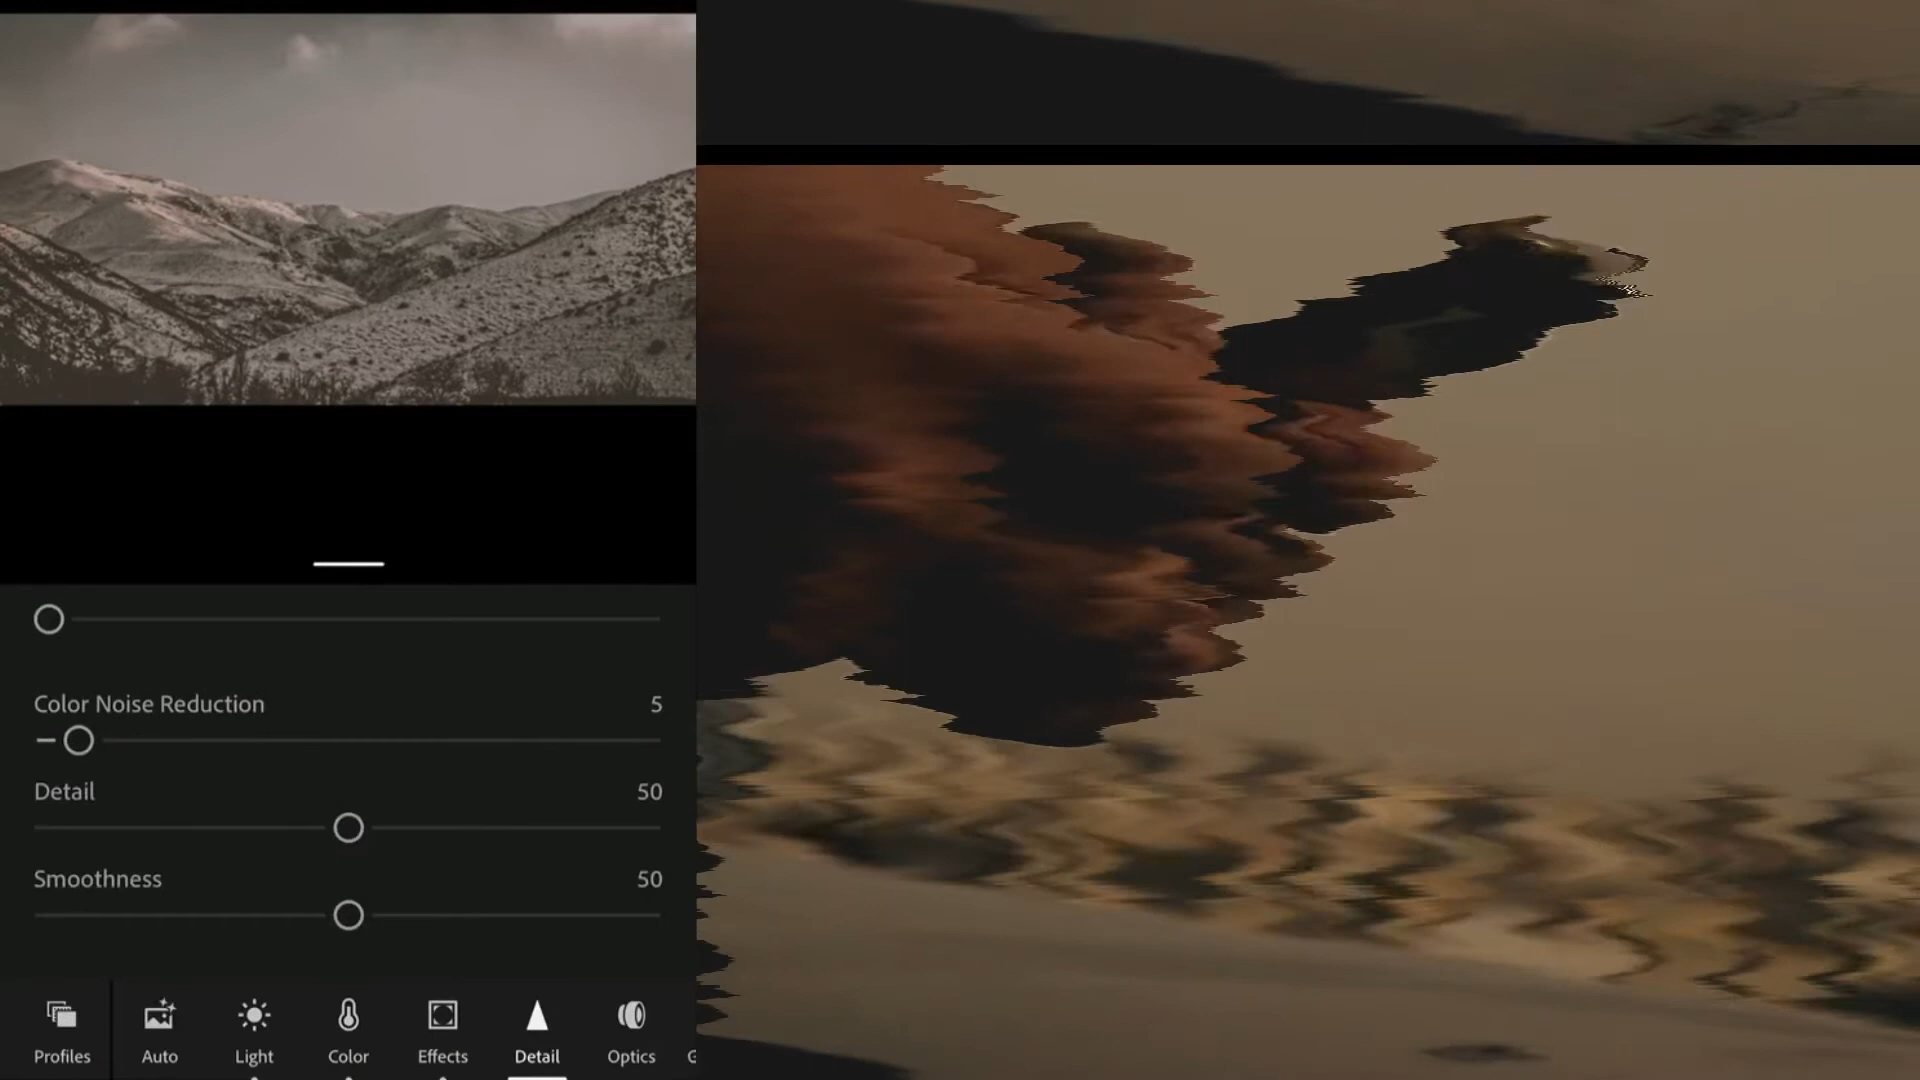 Color Noise Reduction 5
Detail 50
Smoothness 50
Profiles Auto Light Color Effects Detail Optics